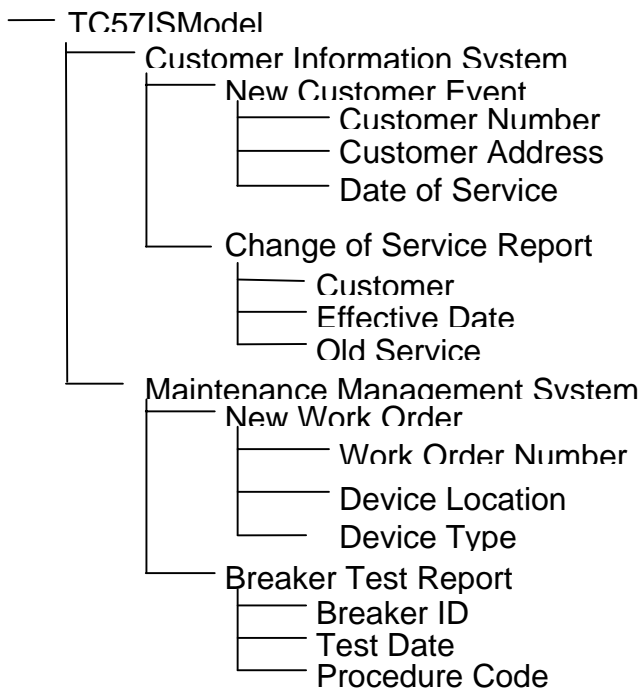 TC57ISModel
Customer Information System
New Customer Event
Customer Number
Customer Address
Date of Service
Change of Service Report
Customer
Effective Date
Old Service
Maintenance Management System
New Work Order
Work Order Number
Device Location
Device Type
Breaker Test Report
Breaker ID
Test Date
Procedure Code